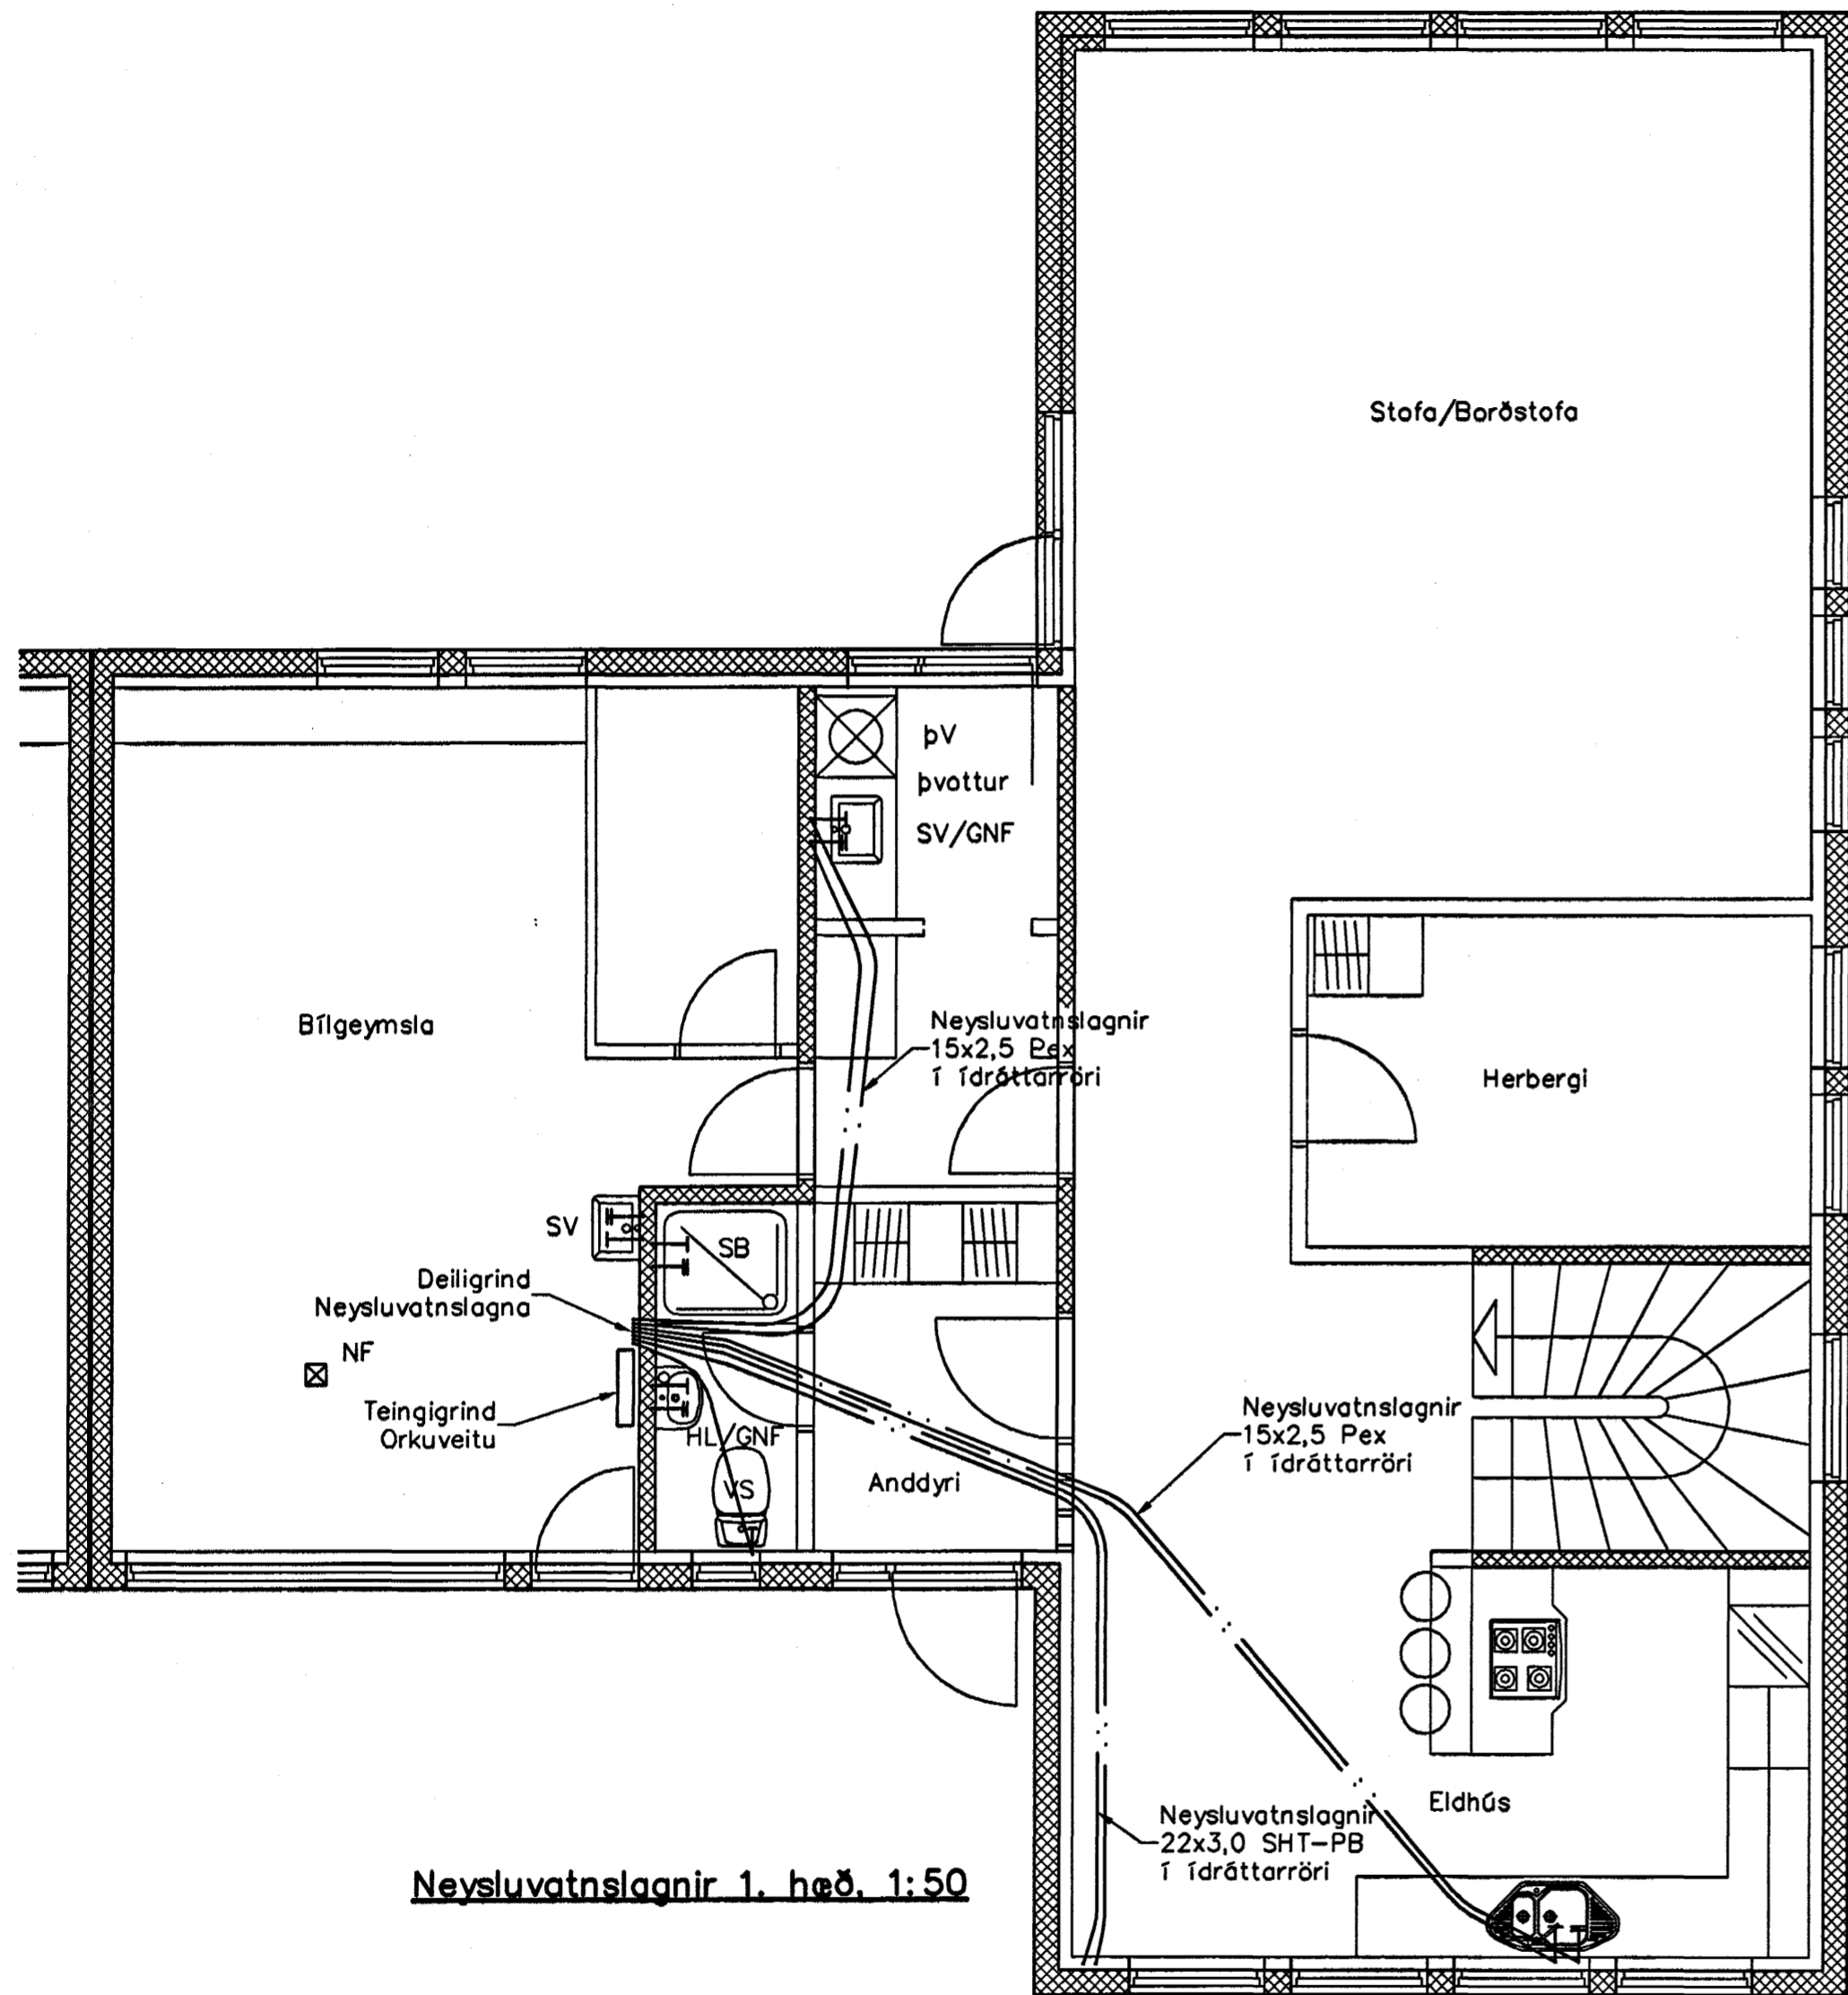 Stofa/Borðstofa
þV
þvottur
SV/GNF
Bílgeymsla
Neysluvatnslagnir
15x2,5 Pex
í ídráttarröri
Herbergi
SV
SB
Deiligrind
Neysluvatnslagna
NF
Teingigrind
Orkuveitu
HL/GNF
VS
Anddyri
Neysluvatnslagnir
15x2,5 Pex
í ídráttarröri
Eldhús
Neysluvatnslagnir
22x3,0 SHT-PB
í ídráttarröri
Neysluvatnslagnir 1. hæð, 1:50